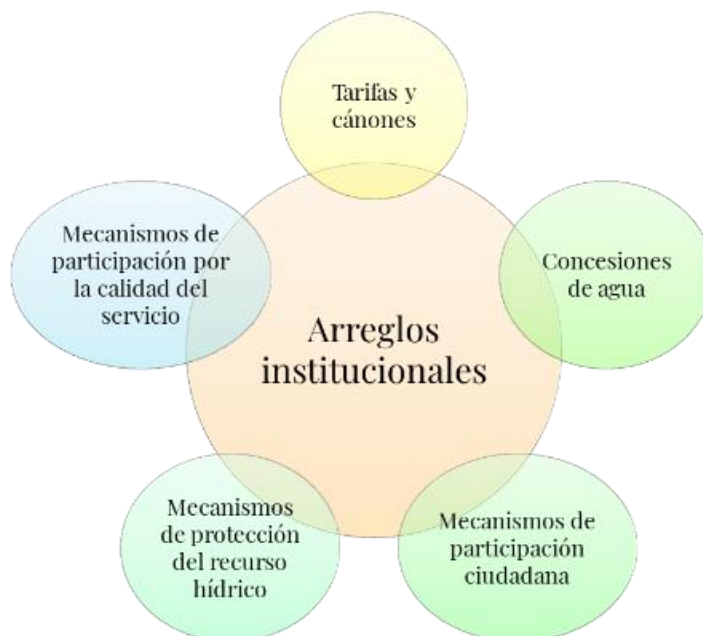 Tarifas y
cánones
Mecanismos de
participación por
la calidad del
servicio
Concesiones
de agua
Arreglos
institucionales
Mecanismos
de protección
del recurso
hídrico
Mecanismos de
participación
ciudadana